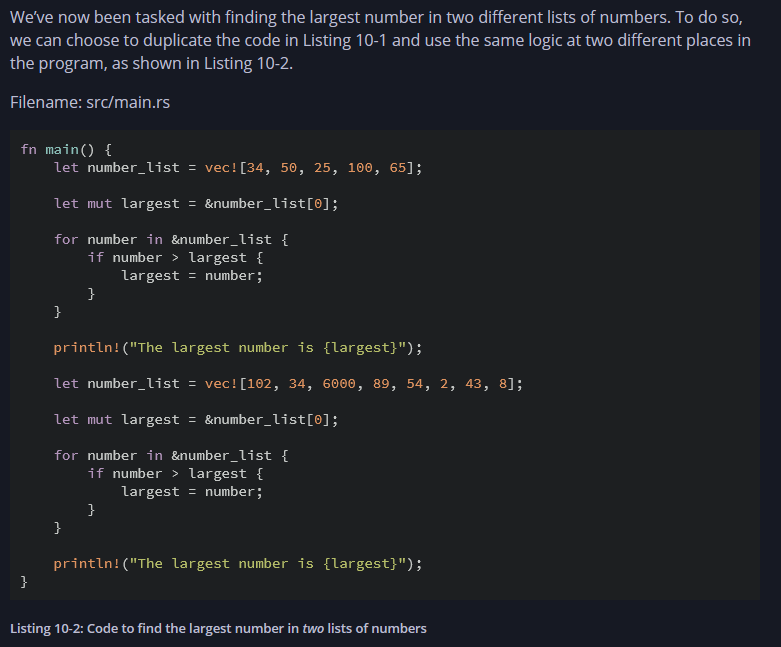 We’ve now been tasked with finding the largest number in two different lists of numbers. To do so,
we can choose to duplicate the code in Listing 10-1 and use the same logic at two different places in
the program, as shown in Listing 10-2.
Filename: src/main.rs
fn main() {
    let number_list = vec![34, 50, 25, 100, 65];
    let mut largest = &number_list[0];
    for number in &number_list {
        if number > largest {
            largest = number;
        }
    }
    println!("The largest number is {largest}");
    let number_list = vec![102, 34, 6000, 89, 54, 2, 43, 8];
    let mut largest = &number_list[0];
    for number in &number_list {
        if number > largest {
            largest = number;
        }
    }
    println!("The largest number is {largest}");
}
Listing 10-2: Code to find the largest number in two lists of numbers